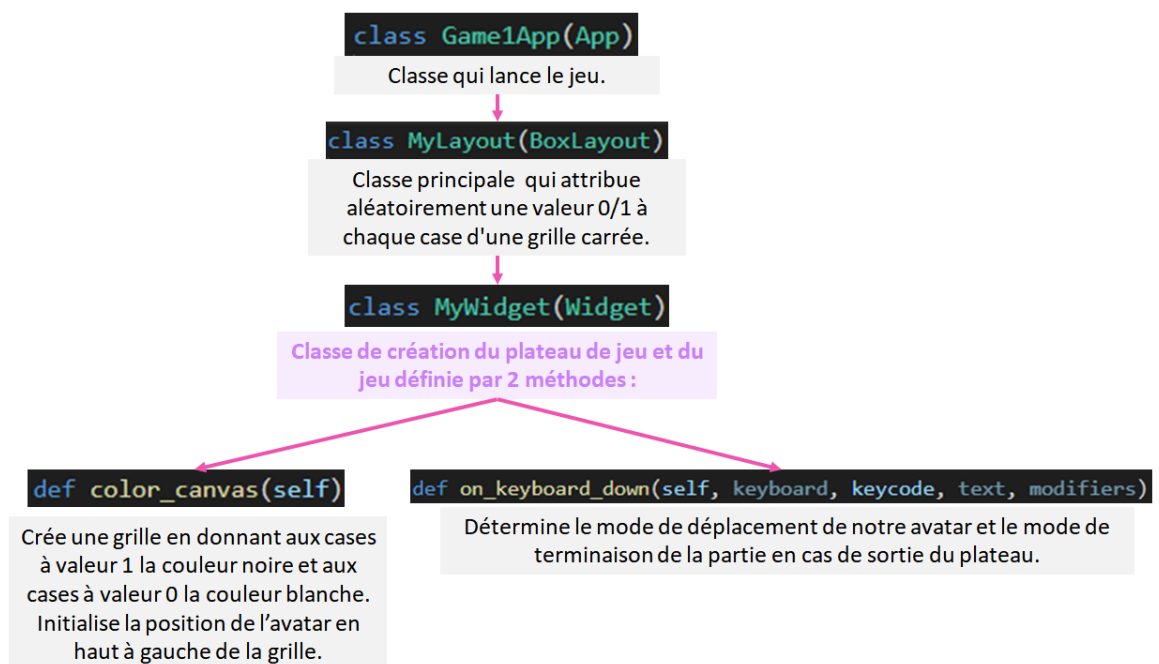 class Game1App(App)
Classe qui lance le jeu.
class MyLayout(BoxLayout)
Classe principale qui attribue
aléatoirement une valeur 0/1 à
chaque case d'une grille carrée.
class MyWidget(Widget)
Classe de création du plateau de jeu et du
jeu définie par 2 méthodes :
def color_canvas(self)
Crée une grille en donnant aux cases
à valeur 1 la couleur noire et aux
cases à valeur 0 la couleur blanche.
Initialise la position de l’avatar en
haut à gauche de la grille.
def on_keyboard_down(self, keyboard, keycode, text, modifiers)
Détermine le mode de déplacement de notre avatar et le mode de
terminaison de la partie en cas de sortie du plateau.